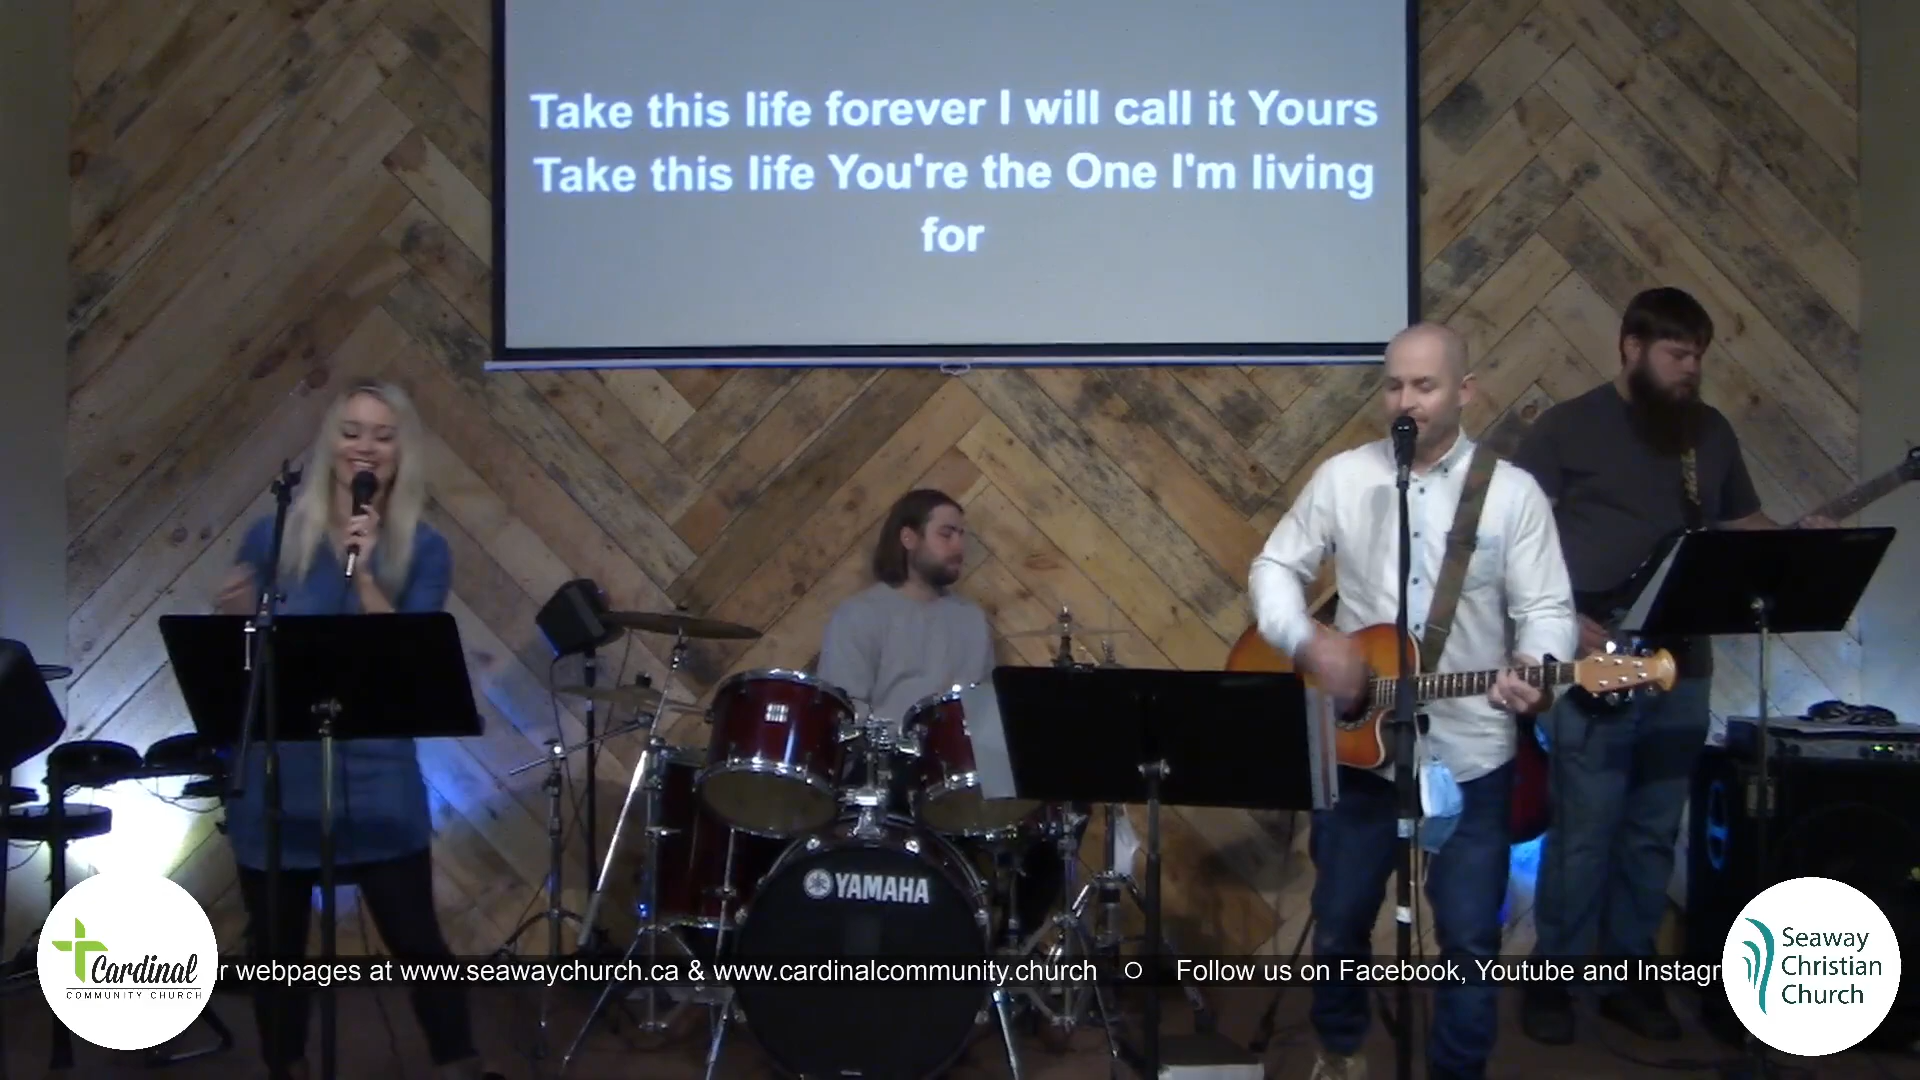 Take this life forever I will call it Yours
Take this life You're the One I'm living
for
YAMAHA
Cardinal
COMMUNITY CHURCH
webpages at www.seawaychurch.ca & www.cardinalcommunity.church O Follow us on Facebook, Youtube and
Seaway
Christian
Church